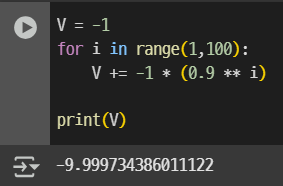 V = -1
for i in range(1,100):
    V += -1 * (0.9 ** i)
print(V)
-9.999734386011122